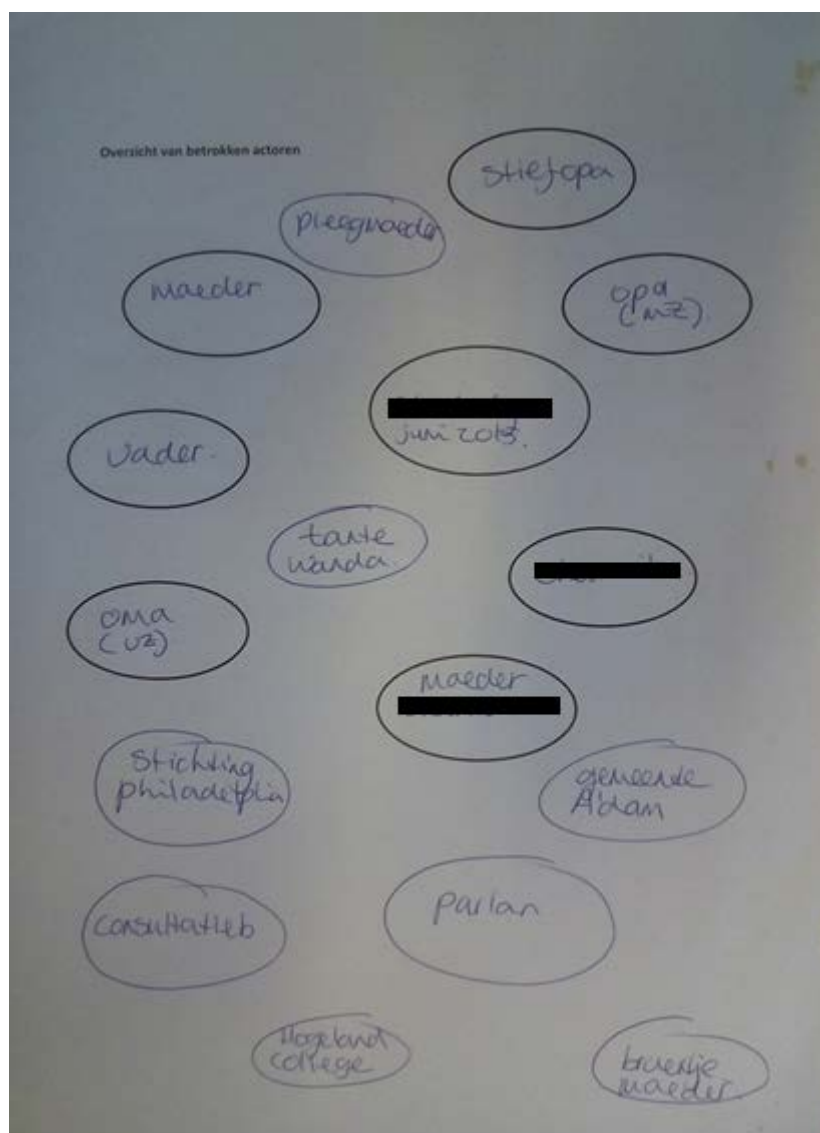 Overzicht van betrokken actoren
stiefopa
pleegmoeder
moeder
opa
(MZ).
juni 2013.
vader.
tante
wanda.
oma
(VZ)
moeder
Stichting
philadelphia
gemeente
A'dam
Consultatieb
parlan
Hogeland
college
broertje
moeder.